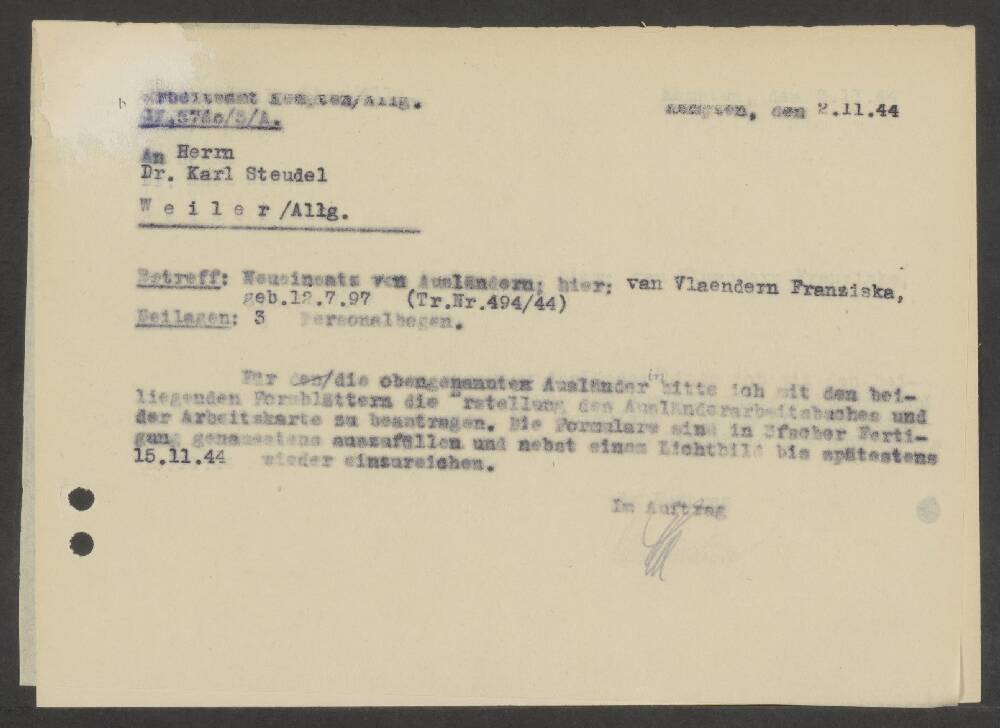 Arbeitsamt Kempten/Allg.
Kempten, den 2.11.44
An Herrn
Dr. Karl Steudel
Weiler/Allg.
Betreff: Neueinsatz von Ausländern; hier: van Vlaendern Franziska,
geb.12.7.97 (Tr.Nr.494/44)
Beilagen: 3 Personalbogen.
Für den/die obengenannten Ausländer in bitte ich mit den bei-
liegenden Formblättern die Erstellung des Ausländerarbeitsbuches und
der Arbeitskarte zu beantragen. Die Formulare sind in 3facher Ferti-
gung genauestens auszufüllen und nebst einem Lichtbild bis spätestens
15.11.44 wieder einzureichen.
Im Auftrag